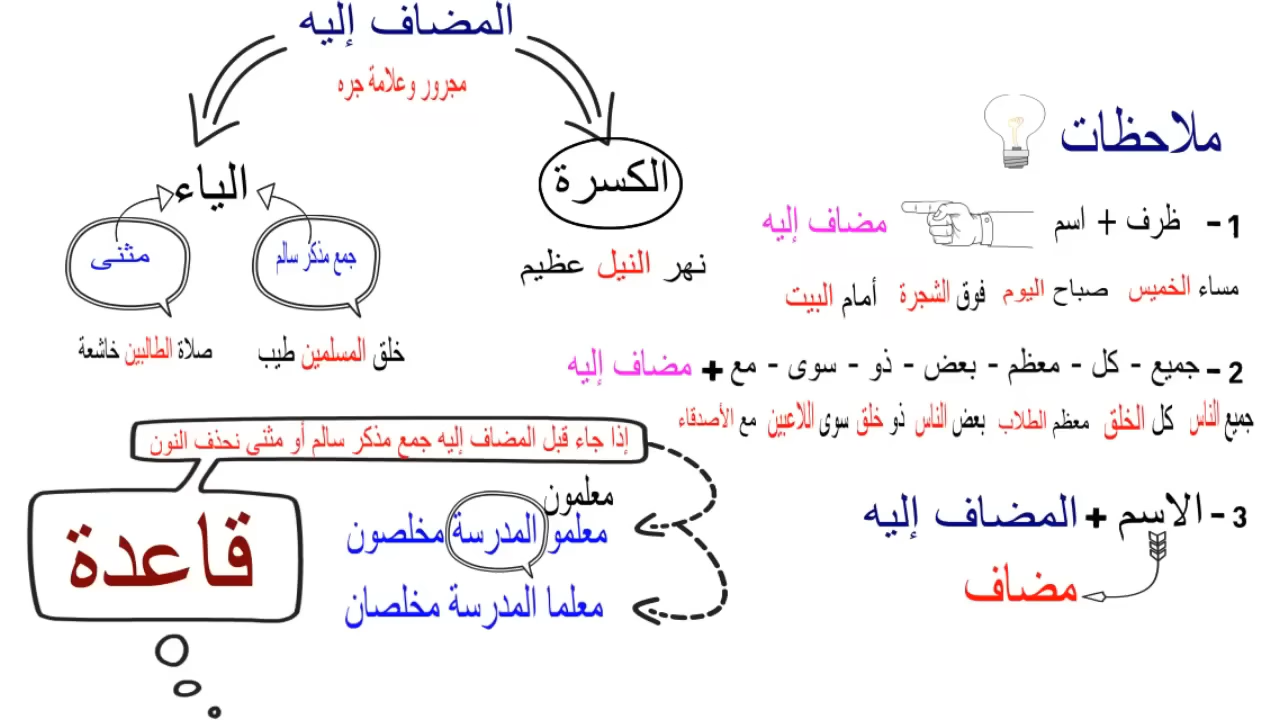 المضاف إليه
مجرور وعلامة جره
الكسرة
نهر النيل عظيم
الياء
جمع مذكر سالم
خلق المسلمين طيب
مثنى
صلاة الطالبين خاشعة
ملاحظات
1 - ظرف + اسم مضاف إليه
مساء الخميس صباح اليوم فوق الشجرة أمام البيت
2 - جميع - كل - معظم - بعض - ذو - سوى - مع + مضاف إليه
جميع الناس كل الخلق معظم الطلاب بعض الناس ذو خلق سوى اللاعبين مع الأصدقاء
3 - الاسم + المضاف إليه
مضاف
إذا جاء قبل المضاف إليه جمع مذكر سالم أو مثنى نحذف النون
قاعدة
معلمون
معلمو المدرسة مخلصون
معلما المدرسة مخلصان